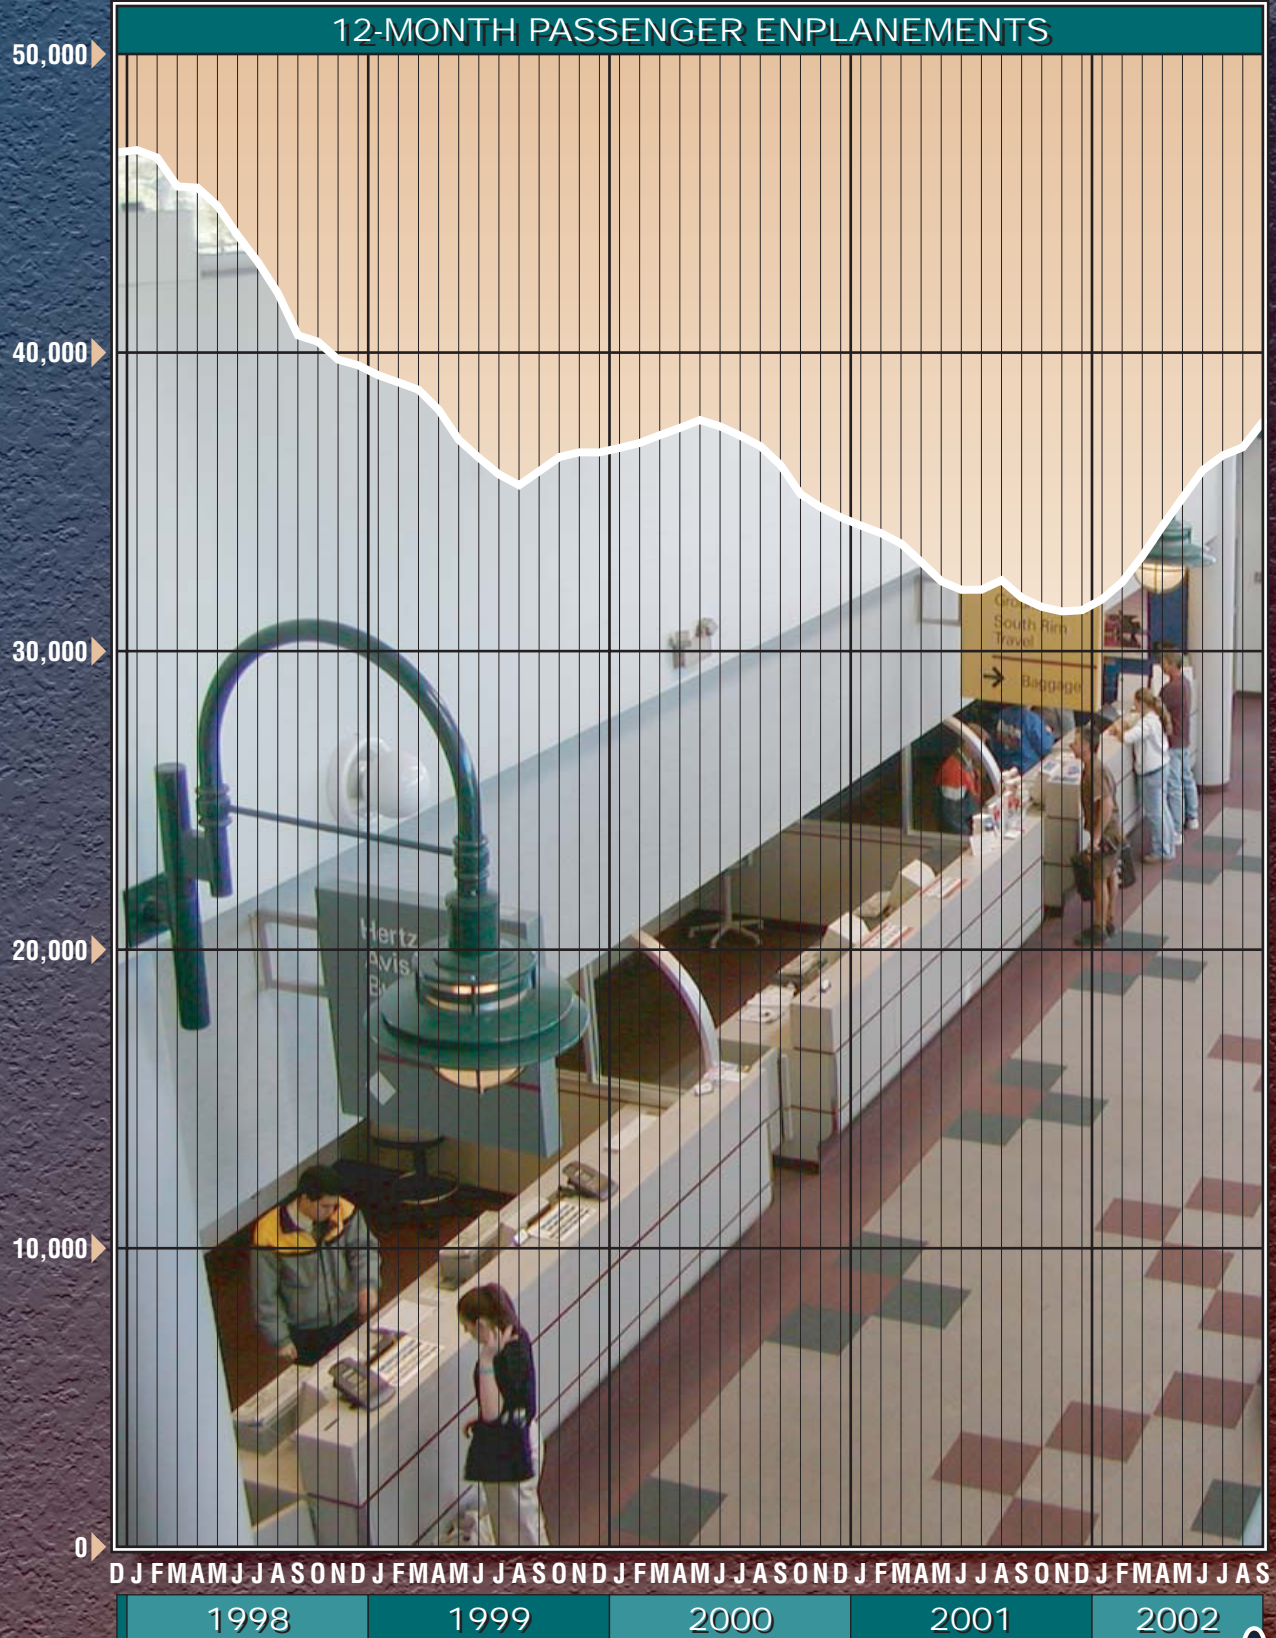 12-MONTH PASSENGER ENPLANEMENTS
50,000
40,000
30,000
20,000
10,000
0
South Rim
Travel
→ Baggage
Hertz
Avis
D J F M A M J J A S O N D J F M A M J J A S O N D J F M A M J J A S O N D J F M A M J J A S O N D J F M A M J J A S
1998 1999 2000 2001 2002